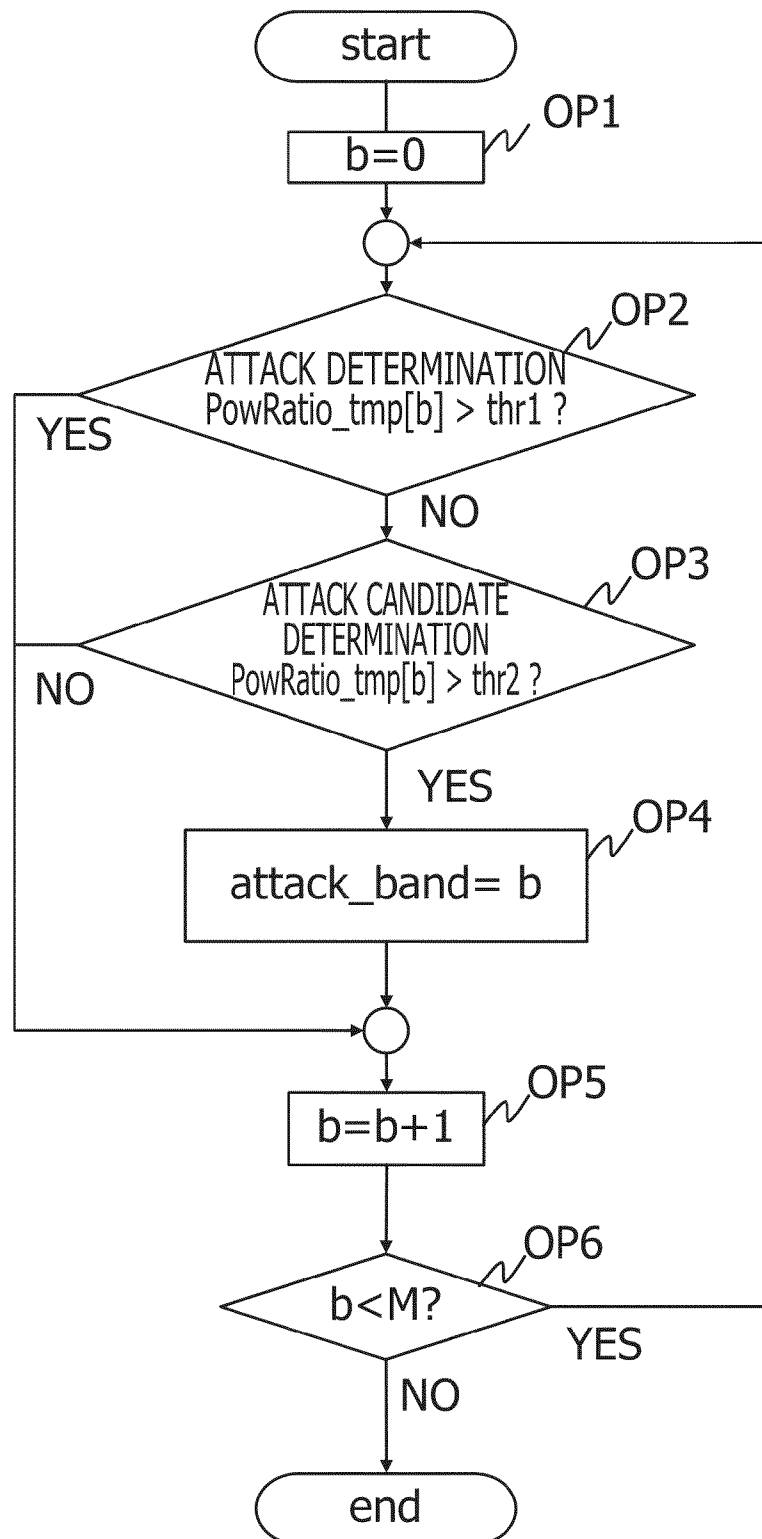 start
OP1
b=0
OP2
ATTACK DETERMINATION
PowRatio_tmp[b] > thr1 ?
YES
NO
OP3
ATTACK CANDIDATE
DETERMINATION
PowRatio_tmp[b] > thr2 ?
NO
YES
OP4
attack_band= b
OP5
b=b+1
OP6
b<M?
YES
NO
end